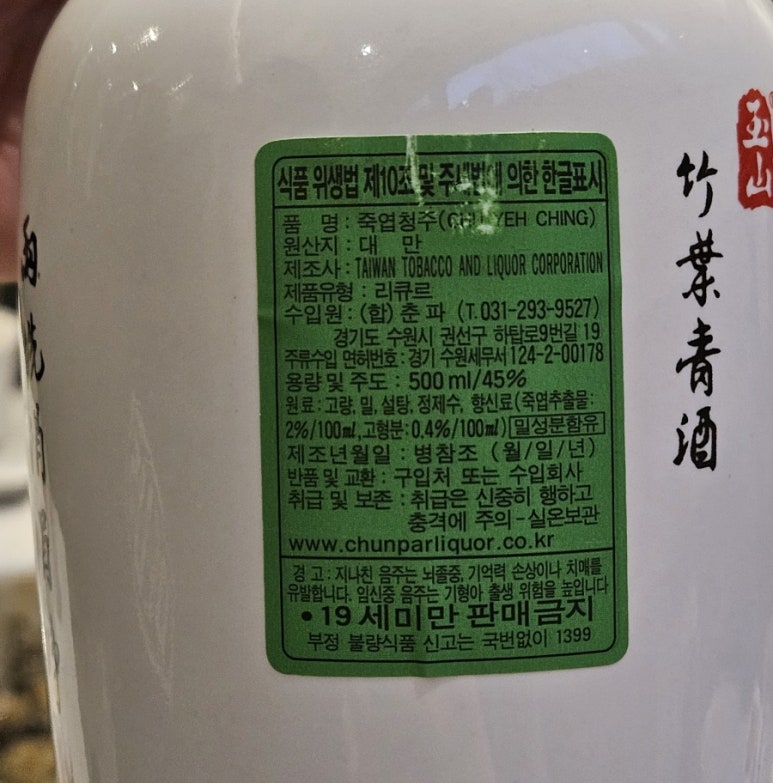 식품 위생법 제10조 및 주세법에 의한 한글표시
품 명 : 죽엽청주(CHU YEH CHING)
원산지 : 대 만
제조사 : TAIWAN TOBACCO AND LIQUOR CORPORATION
제품유형 : 리큐르
수입원 : (합) 춘 파 (T.031-293-9527)
경기도 수원시 권선구 하탑로9번길 19
주류수입 면허번호 : 경기 수원세무서 124-2-00178
용량 및 주도 : 500 ml/45%
원료 : 고량, 밀, 설탕, 정제수, 향신료(죽엽추출물:
2%/100㎖,고형분:0.4%/100㎖) 밀성분함유
제조년월일 : 병참조 (월/일/년)
반품 및 교환 : 구입처 또는 수입회사
취급 및 보존 : 취급은 신중히 행하고
충격에 주의-실온보관
www.chunparliquor.co.kr
경 고 : 지나친 음주는 뇌졸중, 기억력 손상이나 치매를
유발합니다. 임신중 음주는 기형아 출생 위험을 높입니다
• 19세미만 판매금지
부정 불량식품 신고는 국번없이 1399
玉山
竹葉青酒